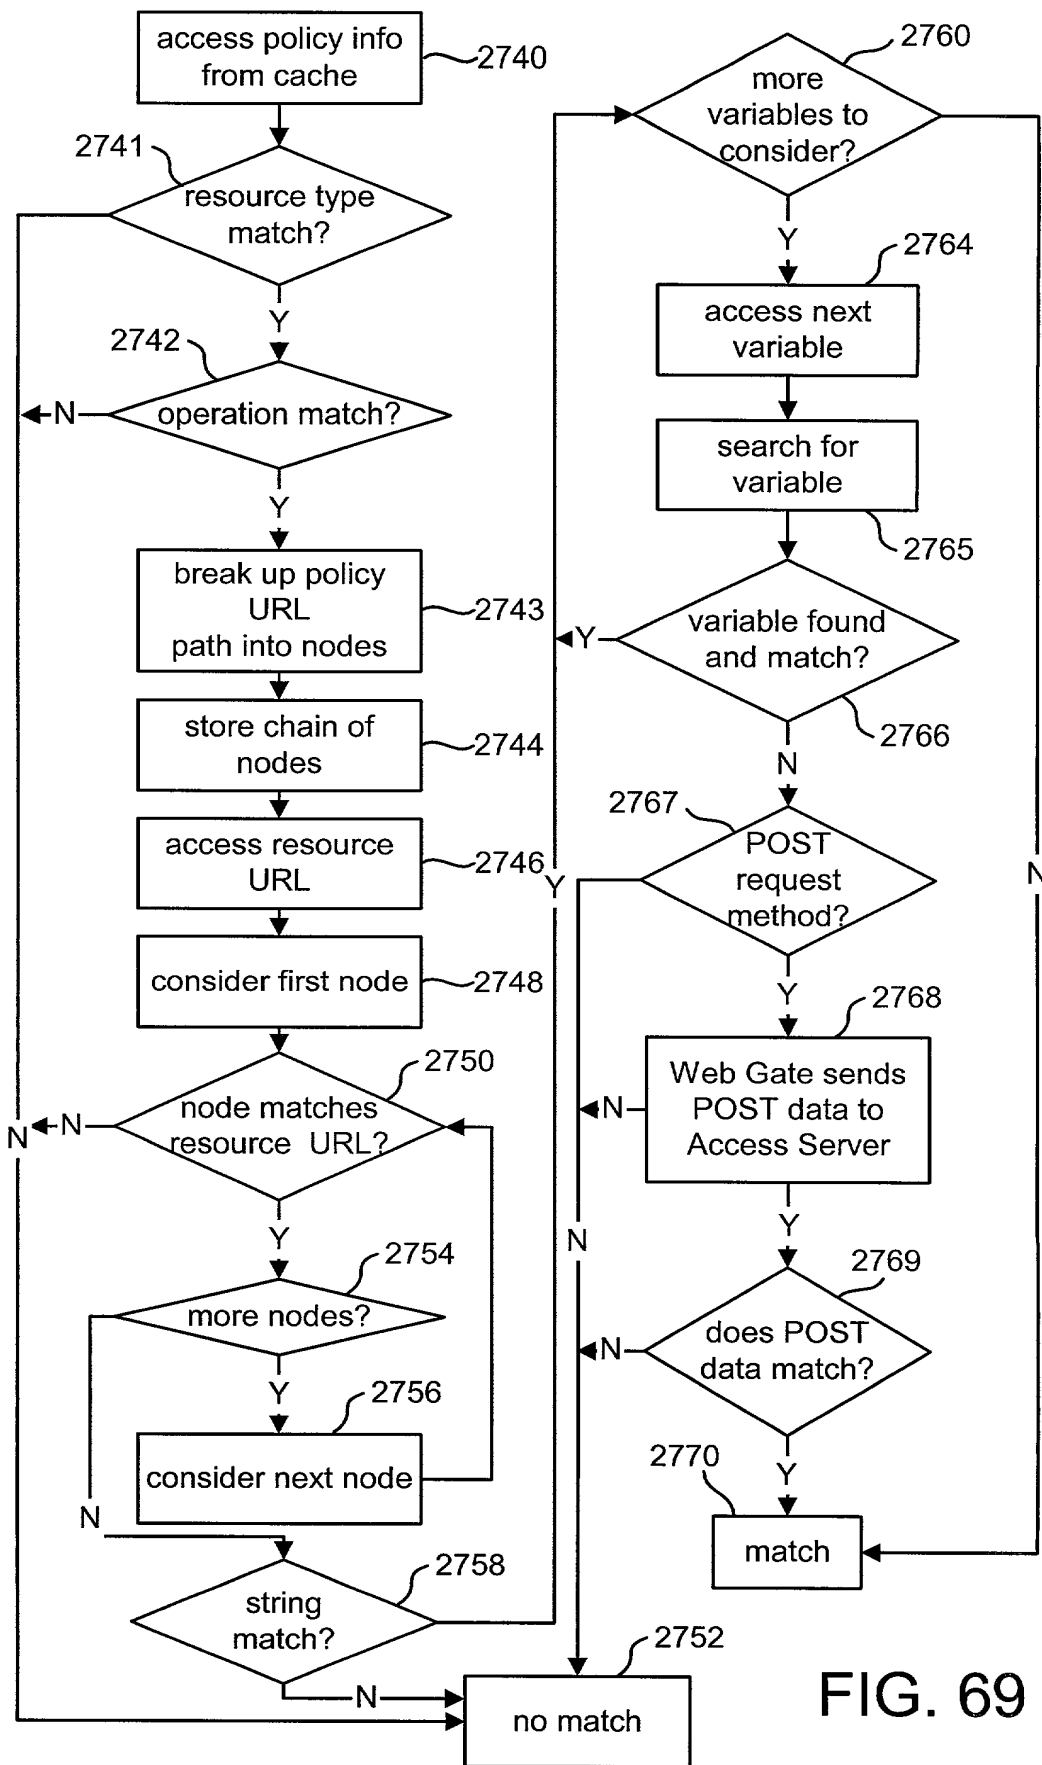 access policy info
from cache
2740
2741
resource type
match?
Y
2742
operation match?
N
Y
break up policy
URL
path into nodes
2743
store chain of
nodes
2744
access resource
URL
2746
consider first node
2748
2750
node matches
resource URL?
N
N
Y
2754
more nodes?
Y
2756
consider next node
N
2758
string
match?
N
Y
2752
no match
2760
more
variables to
consider?
N
Y
2764
access next
variable
search for
variable
2765
variable found
and match?
Y
2766
N
2767
POST
request
method?
Y
2768
Web Gate sends
POST data to
Access Server
N
N
Y
2769
does POST
data match?
N
Y
2770
match
FIG. 69